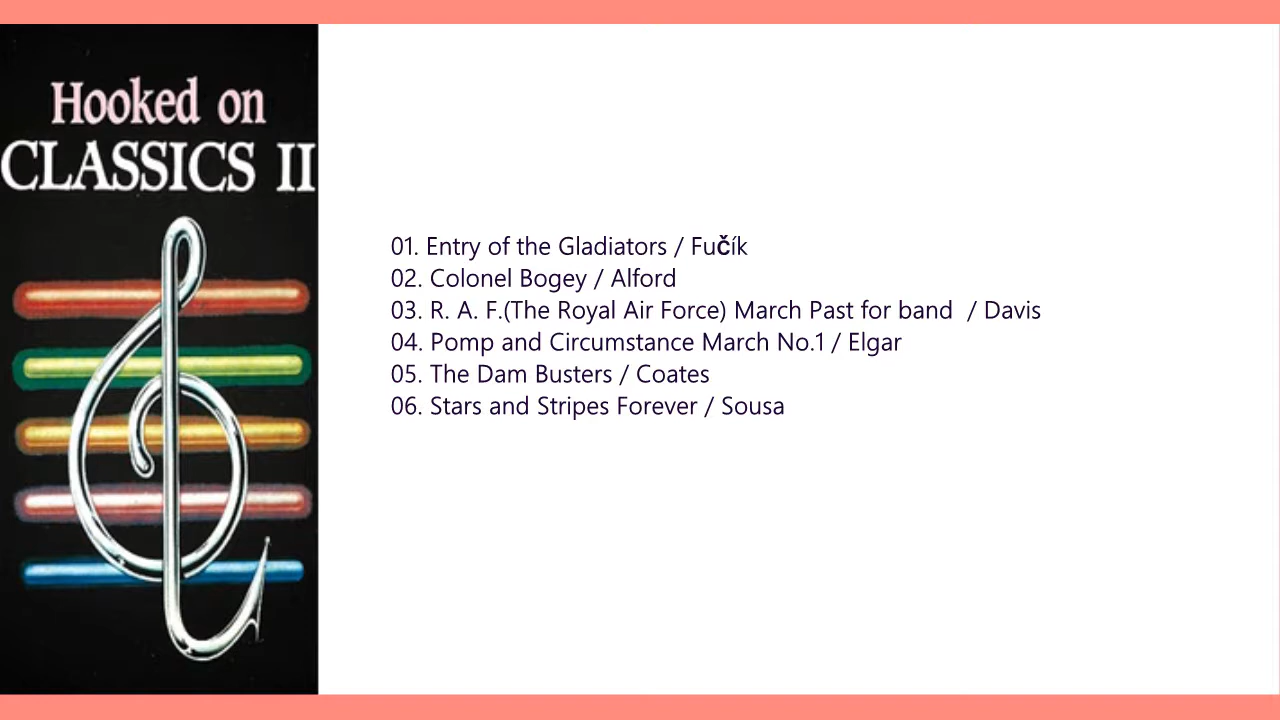 Hooked on
CLASSICS II
01. Entry of the Gladiators / Fučík
02. Colonel Bogey / Alford
03. R. A. F.(The Royal Air Force) March Past for band  / Davis
04. Pomp and Circumstance March No.1 / Elgar
05. The Dam Busters / Coates
06. Stars and Stripes Forever / Sousa